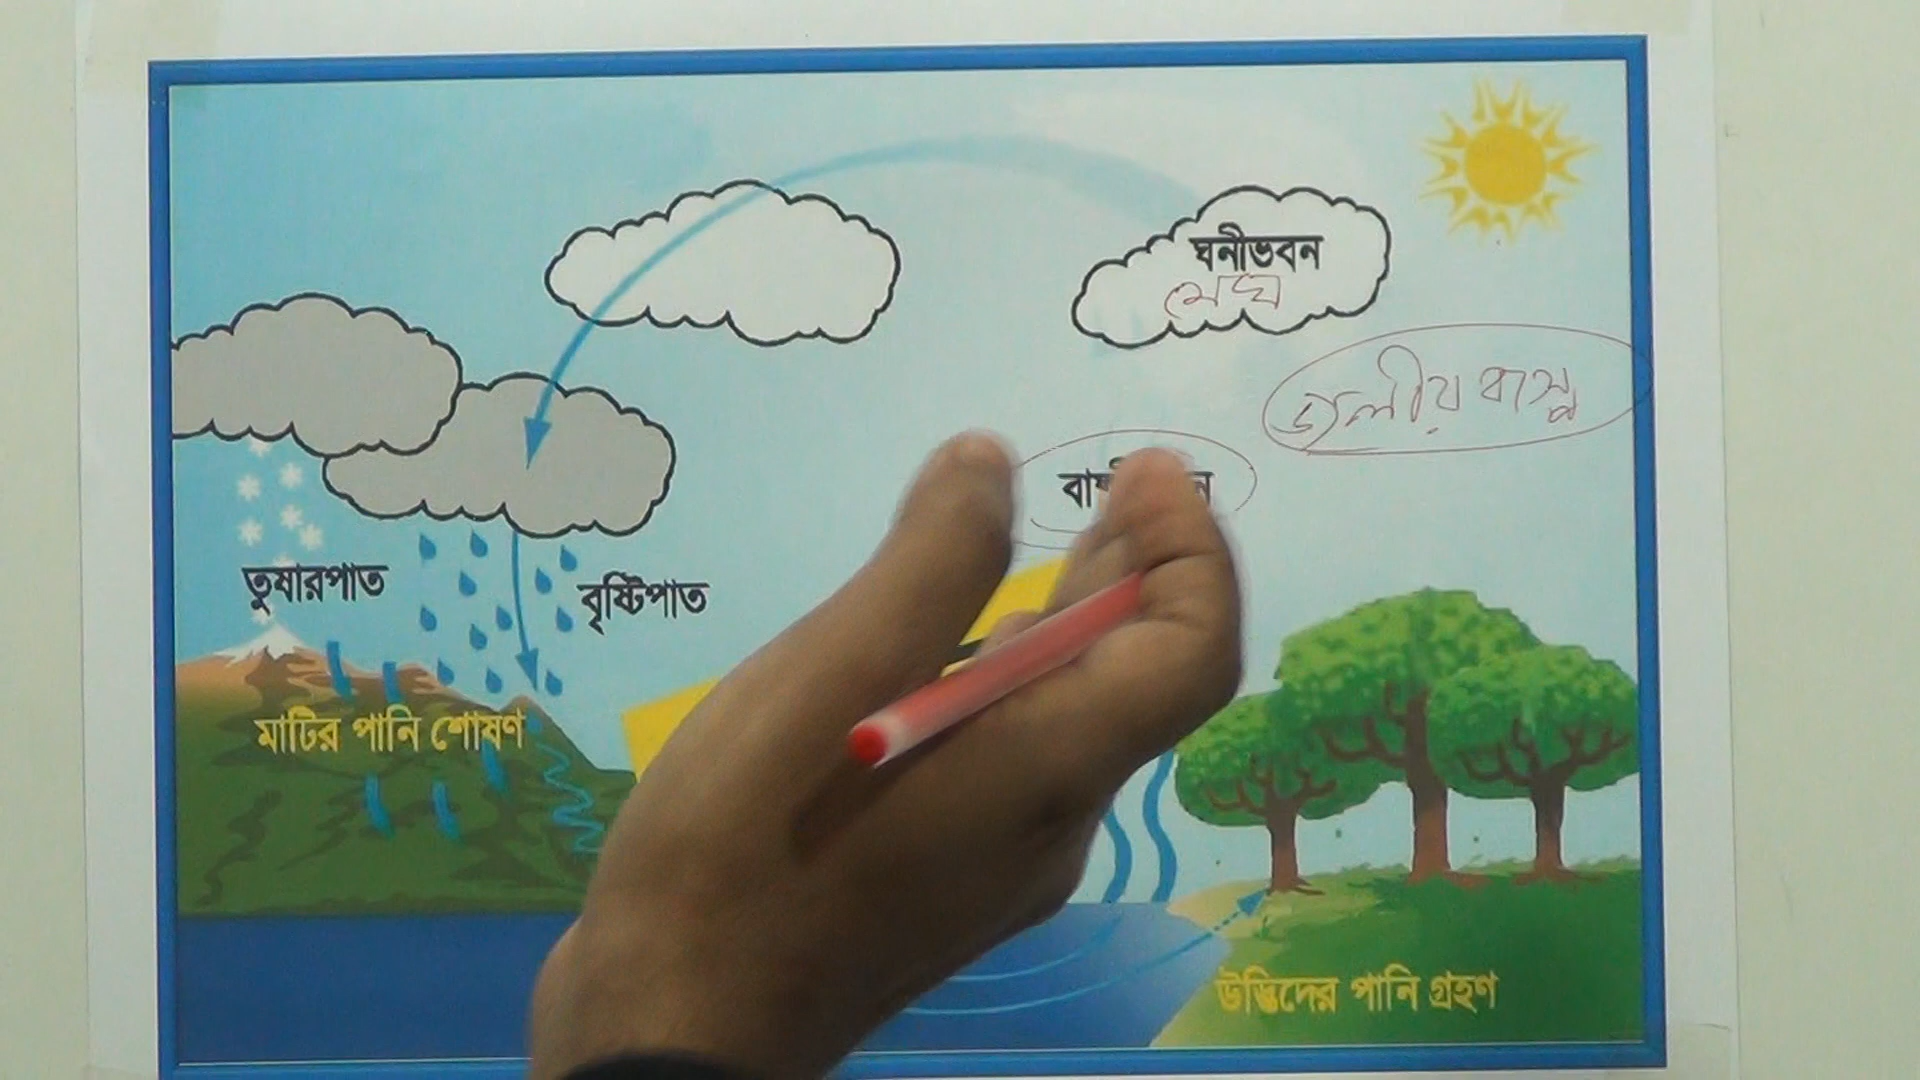 ঘনীভবন
মেঘ
জলীয় বাষ্প
তুষারপাত
বৃষ্টিপাত
মাটির পানি শোষণ
উদ্ভিদের পানি গ্রহণ